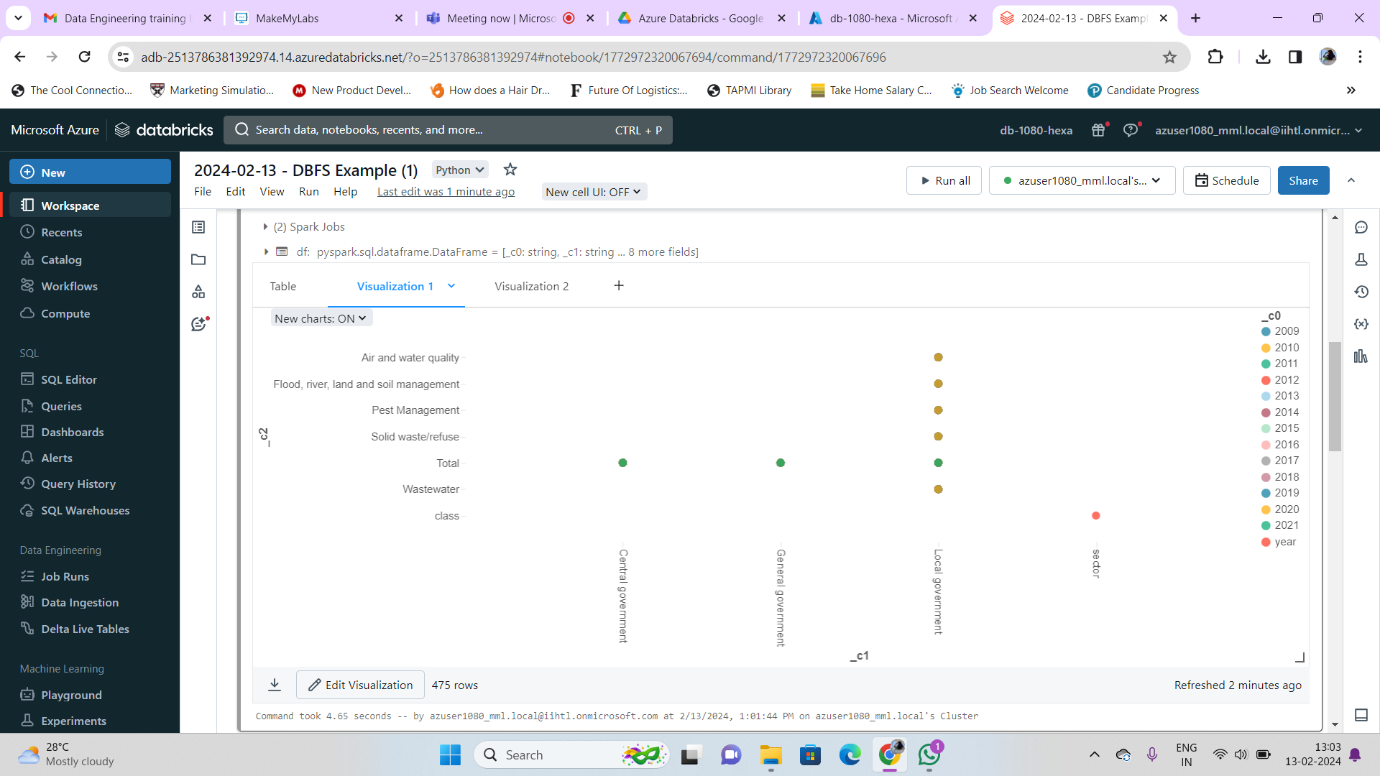 Data Engineering training
MakeMyLabs
Meeting now | Microso
Azure Databricks - Google
db-1080-hexa - Microsoft
2024-02-13 - DBFS Exampl
adb-2513786381392974.14.azuredatabricks.net/?o=2513786381392974#notebook/1772972320067694/command/1772972320067696
The Cool Connectio...
Marketing Simulatio...
New Product Devel...
How does a Hair Dr...
Future Of Logistics:...
TAPMI Library
Take Home Salary C...
Job Search Welcome
Candidate Progress
Microsoft Azure
databricks
Search data, notebooks, recents, and more...
CTRL + P
db-1080-hexa
azuser1080_mml.local@iihtl.onmicr...
New
Workspace
Recents
Catalog
Workflows
Compute
SQL
SQL Editor
Queries
Dashboards
Alerts
Query History
SQL Warehouses
Data Engineering
Job Runs
Data Ingestion
Delta Live Tables
Machine Learning
Playground
Experiments
2024-02-13 - DBFS Example (1)
Python
File Edit View Run Help Last edit was 1 minute ago
New cell UI: OFF
Run all
azuser1080_mml.local's...
Schedule
Share
(2) Spark Jobs
df: pyspark.sql.dataframe.DataFrame = [_c0: string, _c1: string ... 8 more fields]
Table
Visualization 1
Visualization 2
+
New charts: ON
_c2
Air and water quality
Flood, river, land and soil management
Pest Management
Solid waste/refuse
Total
Wastewater
class
Central government
General government
Local government
sector
_c1
_c0
2009
2010
2011
2012
2013
2014
2015
2016
2017
2018
2019
2020
2021
year
Edit Visualization
475 rows
Refreshed 2 minutes ago
Command took 4.65 seconds -- by azuser1080_mml.local@iihtl.onmicrosoft.com at 2/13/2024, 1:01:44 PM on azuser1080_mml.local's Cluster
28°C
Mostly cloudy
Search
1
ENG
IN
13:03
13-02-2024